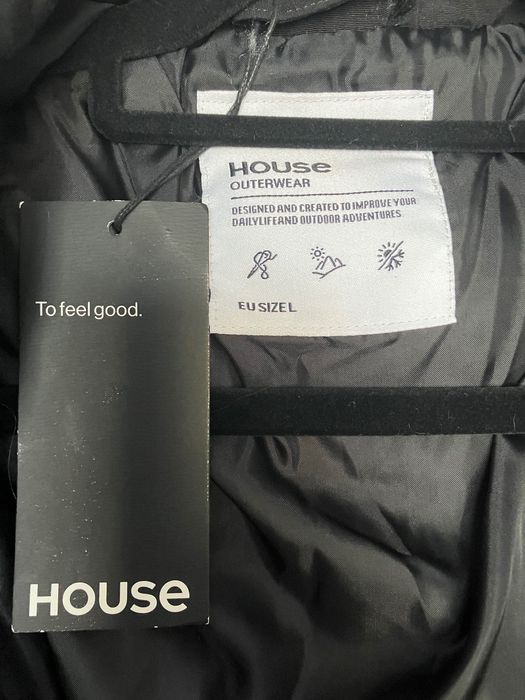 HOUSE
OUTERWEAR
DESIGNED AND CREATED TO IMPROVE YOUR
DAILYLIFEAND OUTDOOR ADVENTURES
EU SIZE L
To feel good.
HOUSE